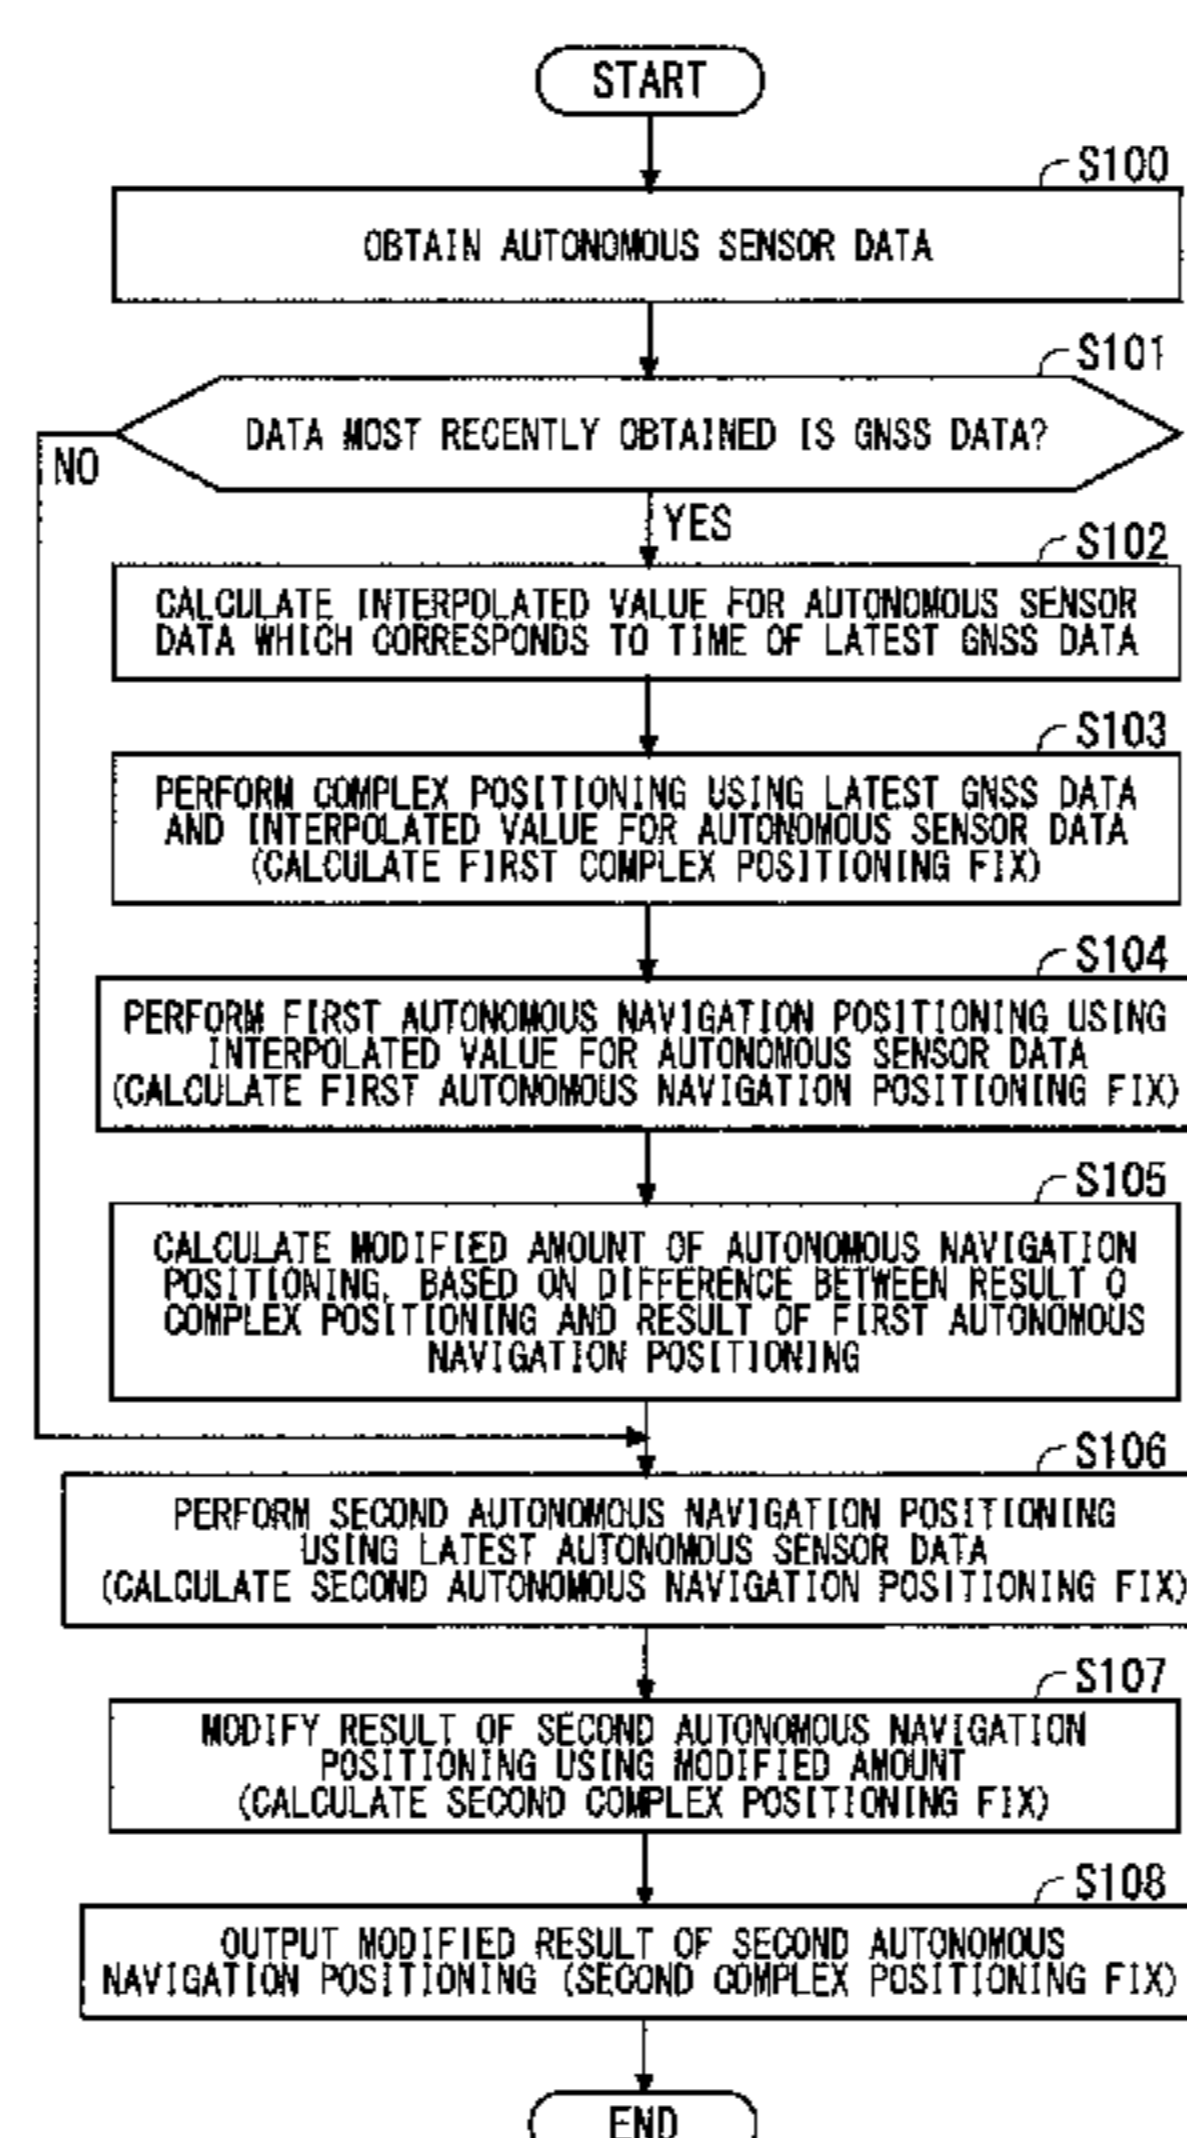 START
S100
OBTAIN AUTONOMOUS SENSOR DATA
S101
DATA MOST RECENTLY OBTAINED IS GNSS DATA?
NO
YES
S102
CALCULATE INTERPOLATED VALUE FOR AUTONOMOUS SENSOR
DATA WHICH CORRESPONDS TO TIME OF LATEST GNSS DATA
S103
PERFORM COMPLEX POSITIONING USING LATEST GNSS DATA
AND INTERPOLATED VALUE FOR AUTONOMOUS SENSOR DATA
(CALCULATE FIRST COMPLEX POSITIONING FIX)
S104
PERFORM FIRST AUTONOMOUS NAVIGATION POSITIONING USING
INTERPOLATED VALUE FOR AUTONOMOUS SENSOR DATA
(CALCULATE FIRST AUTONOMOUS NAVIGATION POSITIONING FIX)
S105
CALCULATE MODIFIED AMOUNT OF AUTONOMOUS NAVIGATION
POSITIONING, BASED ON DIFFERENCE BETWEEN RESULT O
COMPLEX POSITIONING AND RESULT OF FIRST AUTONOMOUS
NAVIGATION POSITIONING
S106
PERFORM SECOND AUTONOMOUS NAVIGATION POSITIONING
USING LATEST AUTONOMOUS SENSOR DATA
(CALCULATE SECOND AUTONOMOUS NAVIGATION POSITIONING FIX)
S107
MODIFY RESULT OF SECOND AUTONOMOUS NAVIGATION
POSITIONING USING MODIFIED AMOUNT
(CALCULATE SECOND COMPLEX POSITIONING FIX)
S108
OUTPUT MODIFIED RESULT OF SECOND AUTONOMOUS
NAVIGATION POSITIONING (SECOND COMPLEX POSITIONING FIX)
END